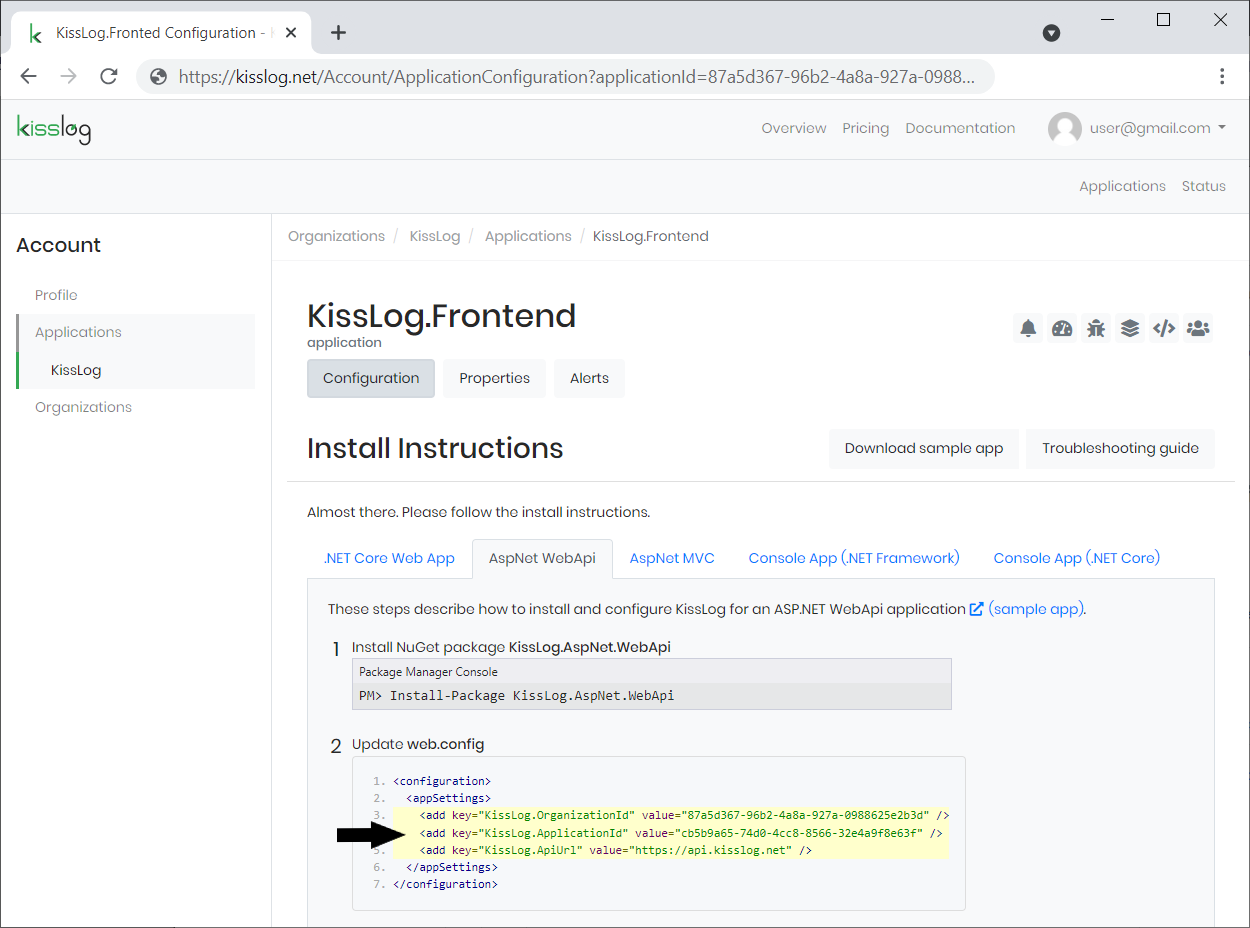 KissLog.Fronted Configuration -
https://kisslog.net/Account/ApplicationConfiguration?applicationId=87a5d367-96b2-4a8a-927a-0988...
kisslog
Overview Pricing Documentation user@gmail.com
Applications Status
Account
Profile
Applications
KissLog
Organizations
Organizations / KissLog / Applications / KissLog.Frontend
KissLog.Frontend
application
Configuration Properties Alerts
Install Instructions
Download sample app Troubleshooting guide
Almost there. Please follow the install instructions.
.NET Core Web App AspNet WebApi AspNet MVC Console App (.NET Framework) Console App (.NET Core)
These steps describe how to install and configure KissLog for an ASP.NET WebApi application (sample app).
1 Install NuGet package KissLog.AspNet.WebApi
Package Manager Console
PM> Install-Package KissLog.AspNet.WebApi
2 Update web.config
1. <configuration>
2. <appSettings>
3. <add key="KissLog.OrganizationId" value="87a5d367-96b2-4a8a-927a-0988625e2b3d" />
<add key="KissLog.ApplicationId" value="cb5b9a65-74d0-4cc8-8566-32e4a9f8e63f" />
5. <add key="KissLog.ApiUrl" value="https://api.kisslog.net" />
6. </appSettings>
7. </configuration>